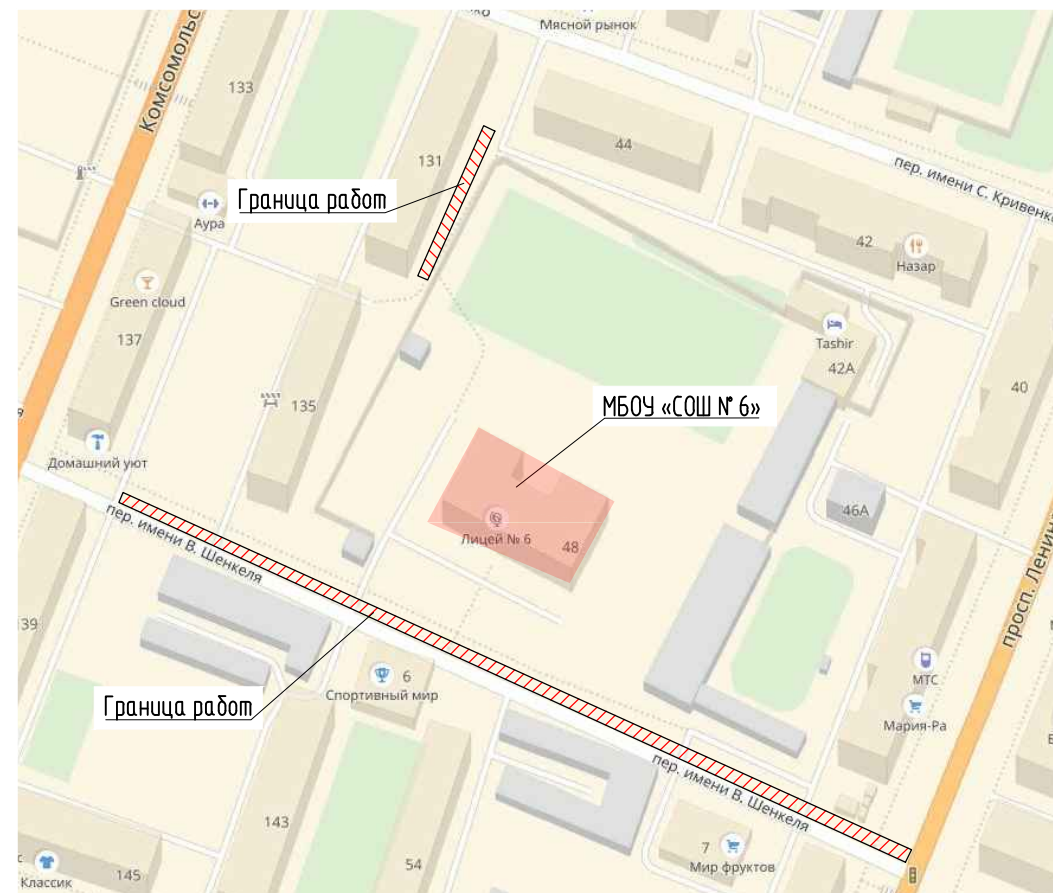 Мясной рынок
Комсомольс
133
44
131
пер. имени С. Кривенк
Граница работ
Аура
42
Назар
Green cloud
137
Tashir
42А
40
135
МБОУ «СОШ № 6»
Домашний уют
46А
Лицей № 6
48
пер. имени В. Шенкеля
просп. Ленин
139
6
Спортивный мир
МТС
Граница работ
Мария-Ра
пер. имени В. Шенкеля
143
7
Мир фруктов
54
Классик
145